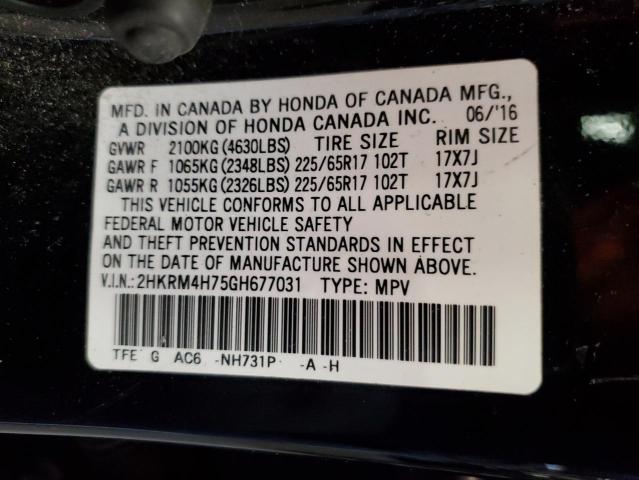 MFD. IN CANADA BY HONDA OF CANADA MFG.,
A DIVISION OF HONDA CANADA INC. 06/'16
GVWR 2100KG(4630LBS) TIRE SIZE RIM SIZE
GAWR F 1065KG(2348LBS) 225/65R17 102T 17X7J
GAWR R 1055KG(2326LBS) 225/65R17 102T 17X7J
THIS VEHICLE CONFORMS TO ALL APPLICABLE
FEDERAL MOTOR VEHICLE SAFETY
AND THEFT PREVENTION STANDARDS IN EFFECT
ON THE DATE OF MANUFACTURE SHOWN ABOVE.
V.I.N.:2HKRM4H75GH677031 TYPE: MPV
TFE G AC6 -NH731P -A -H